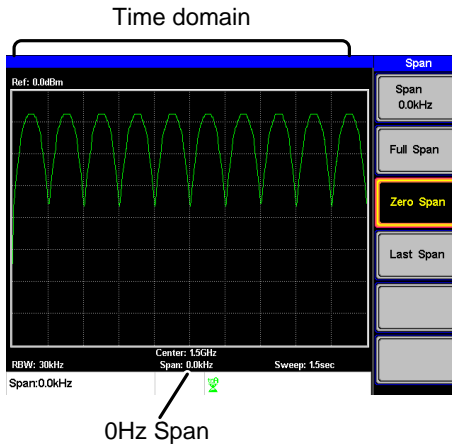 Time domain
Span
Ref: 0.0dBm
Span
0.0kHz
Full Span
Zero Span
Last Span
Center: 1.5GHz
RBW: 30kHz Span: 0.0kHz Sweep: 1.5sec
Span:0.0kHz
0Hz Span